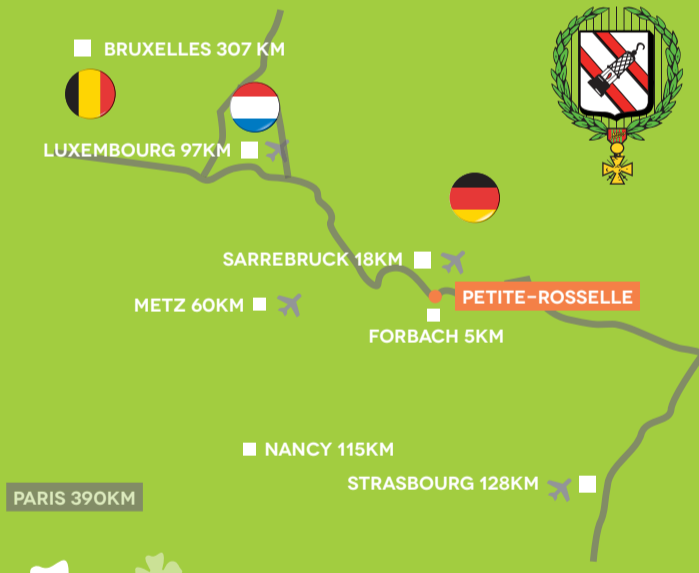 BRUXELLES 307 KM
LUXEMBOURG 97KM
SARREBRUCK 18KM
PETITE-ROSSELLE
METZ 60KM
FORBACH 5KM
NANCY 115KM
STRASBOURG 128KM
PARIS 390KM